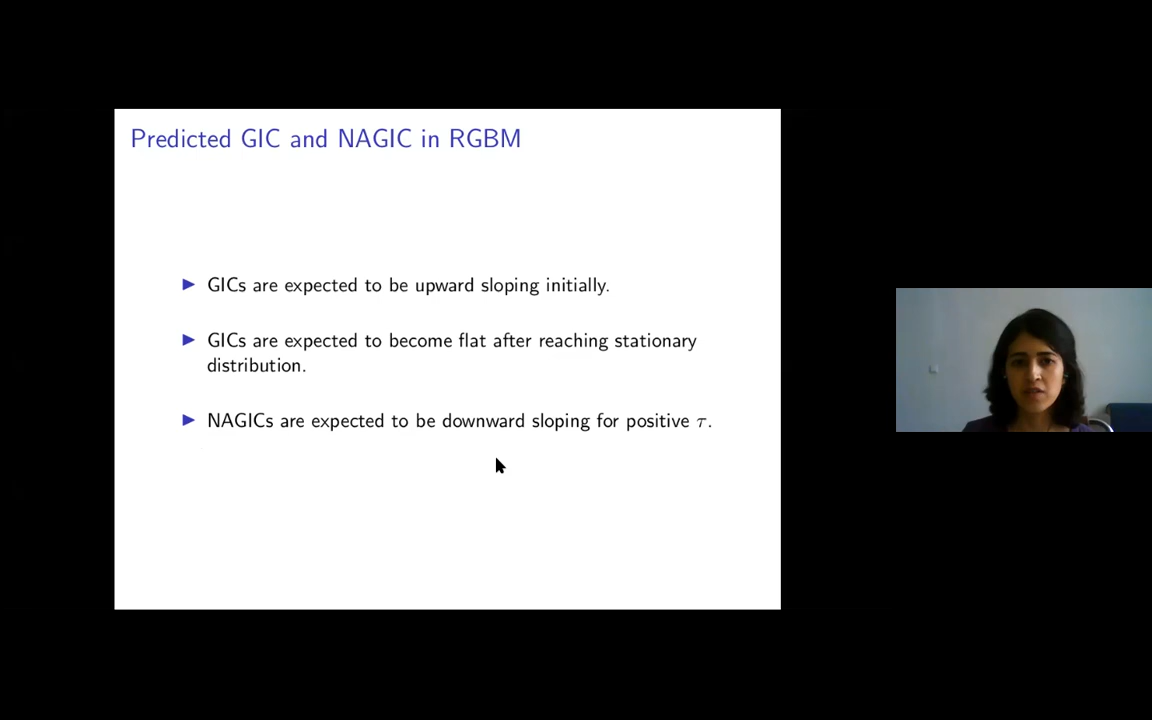 Predicted GIC and NAGIC in RGBM
▶ GICs are expected to be upward sloping initially.
▶ GICs are expected to become flat after reaching stationary
distribution.
▶ NAGICs are expected to be downward sloping for positive τ.